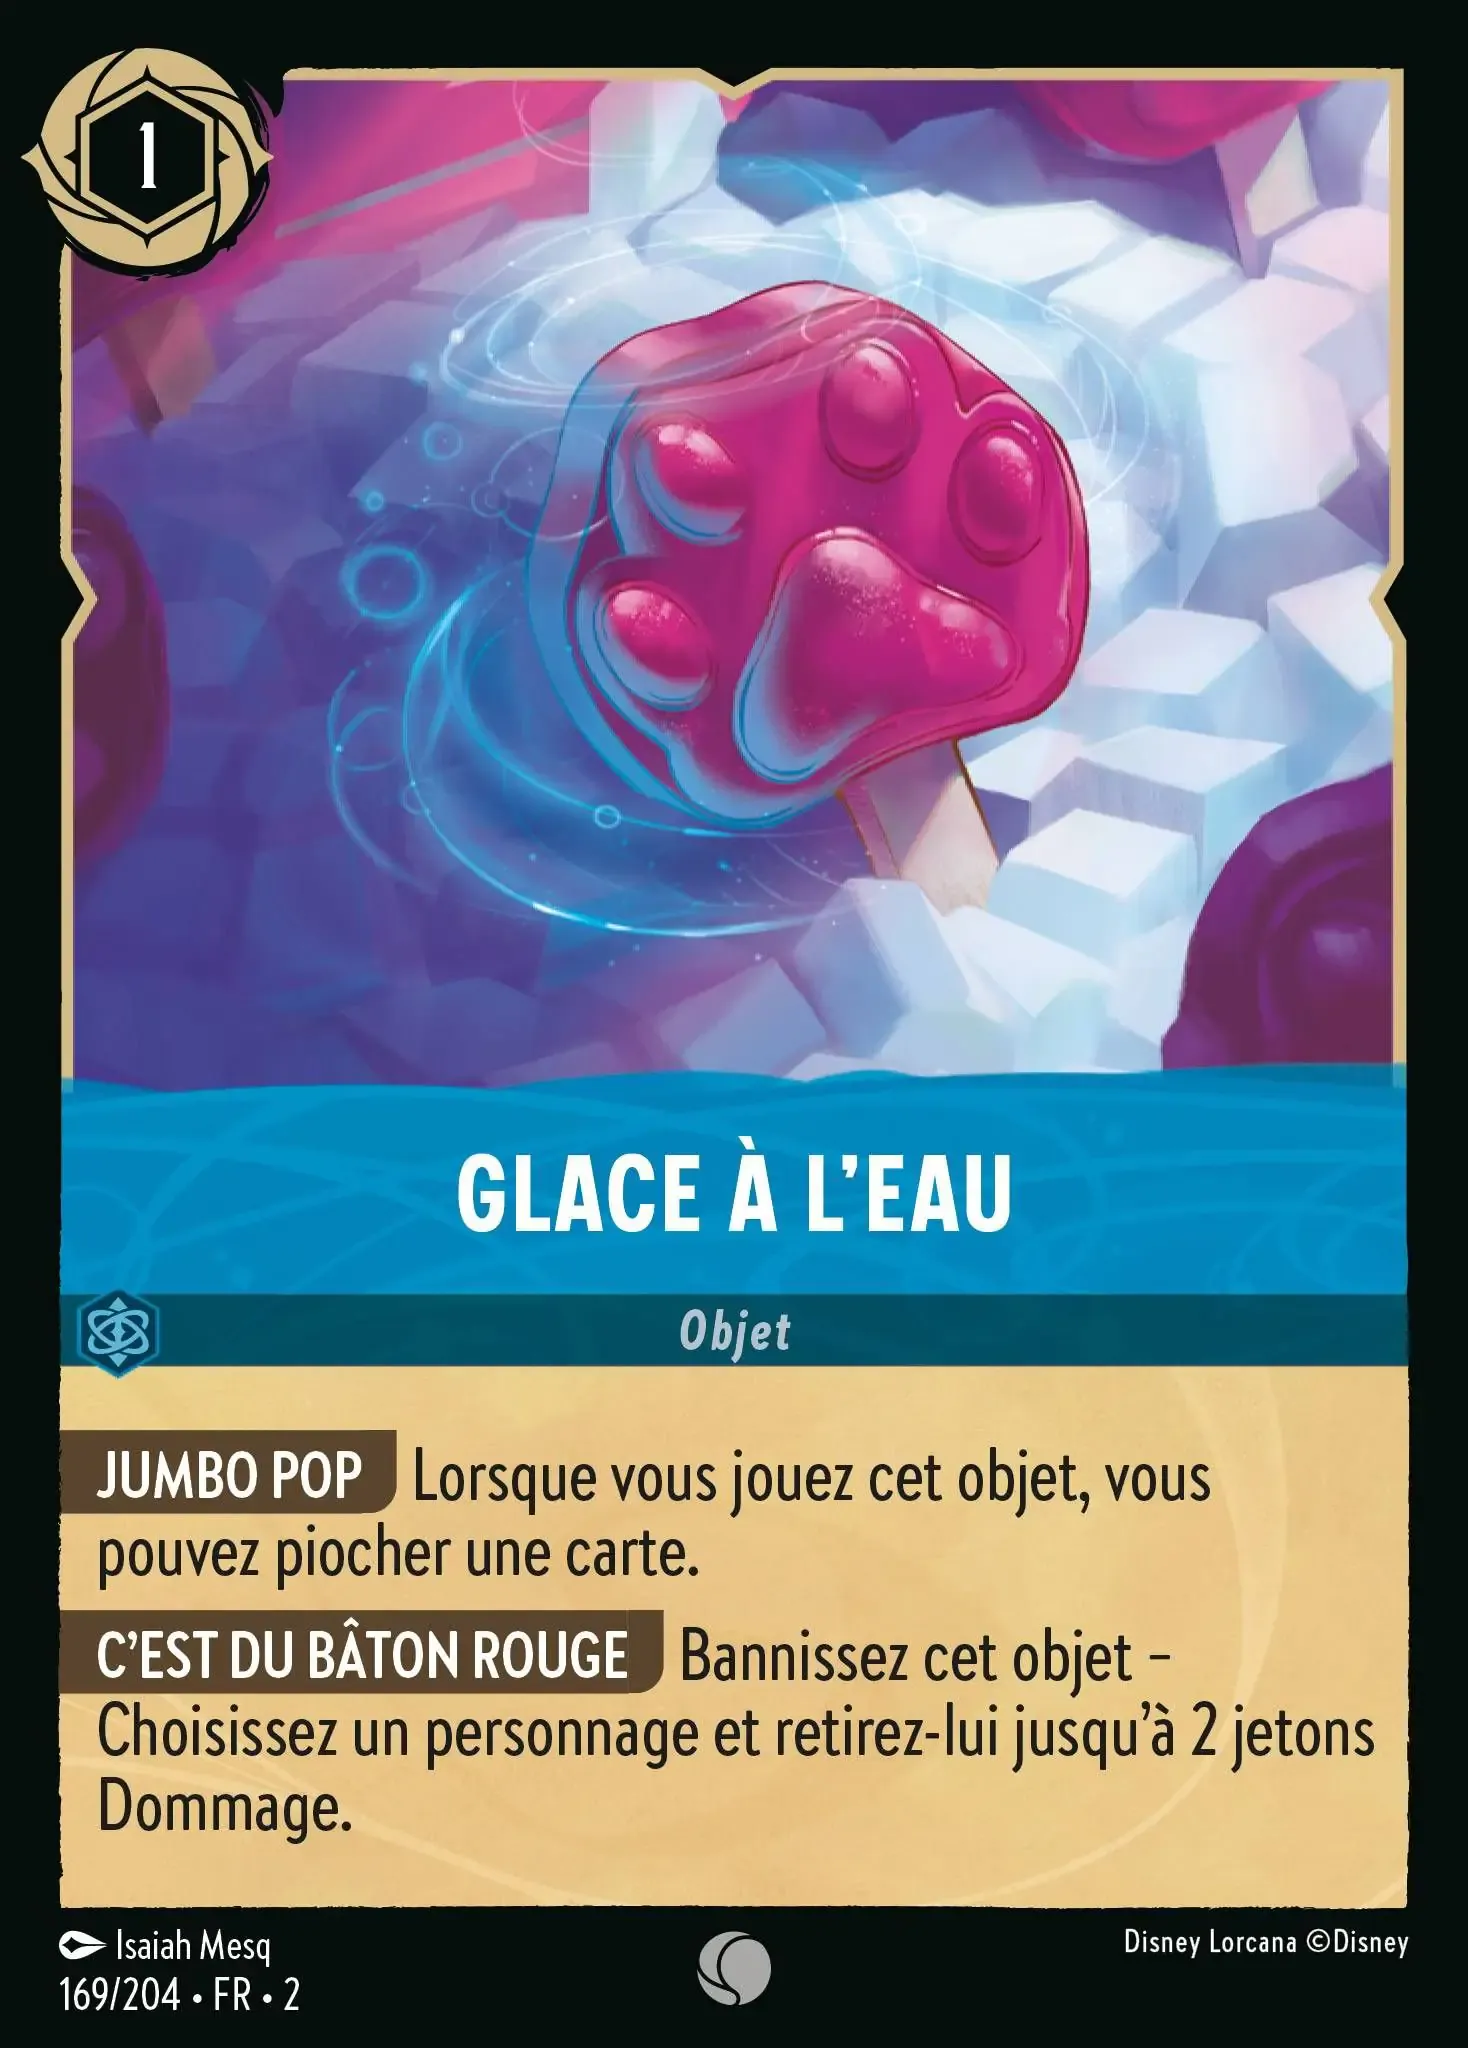 1
GLACE À L'EAU
Objet
JUMBO POP Lorsque vous jouez cet objet, vous
pouvez piocher une carte.
C'EST DU BÂTON ROUGE Bannissez cet objet –
Choisissez un personnage et retirez-lui jusqu'à 2 jetons
Dommage.
Isaiah Mesq
Disney Lorcana ©Disney
169/204 • FR • 2